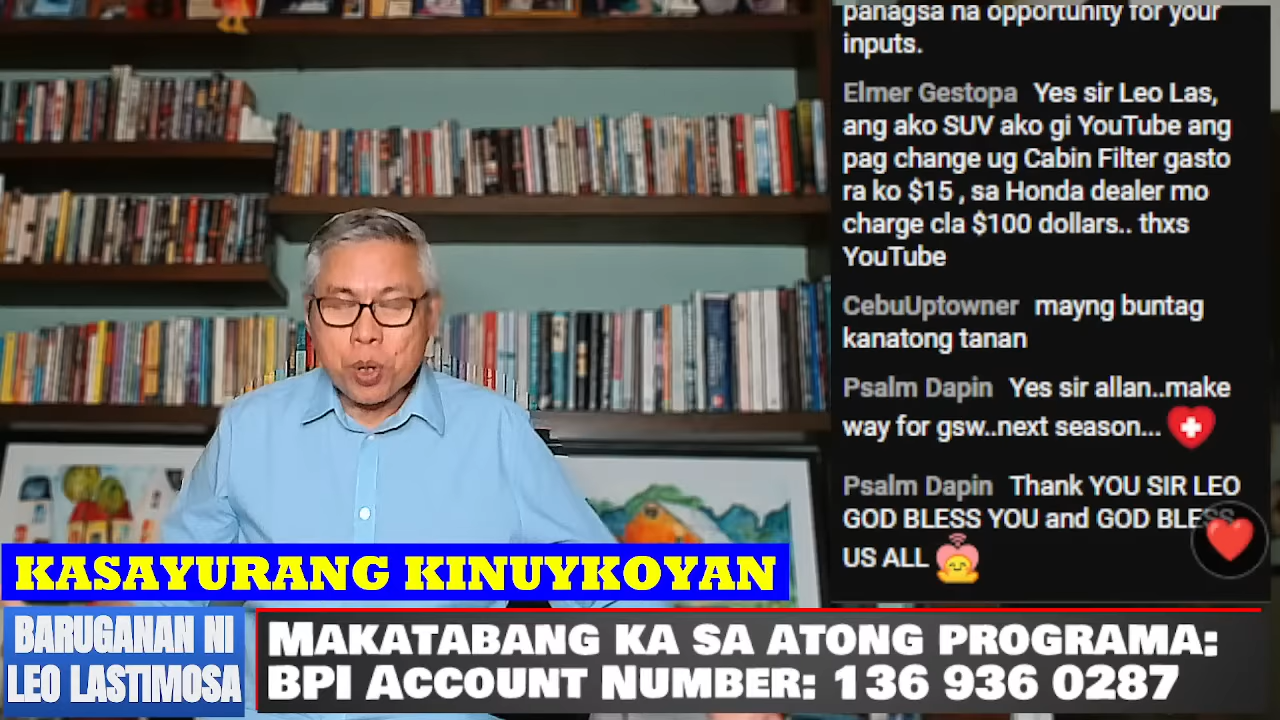 panagsa na opportunity for your
inputs.
Elmer Gestopa Yes sir Leo Las,
ang ako SUV ako gi YouTube ang
pag change ug Cabin Filter gasto
ra ko $15 , sa Honda dealer mo
charge cla $100 dollars.. thxs
YouTube
CebuUptowner mayng buntag
kanatong tanan
Psalm Dapin Yes sir allan..make
way for gsw..next season...
Psalm Dapin Thank YOU SIR LEO
GOD BLESS YOU and GOD BLESS
US ALL
KASAYURANG KINUYKOYAN
BARUGANAN NI
LEO LASTIMOSA
MAKATABANG KA SA ATONG PROGRAMA:
BPI ACCOUNT NUMBER: 136 936 0287